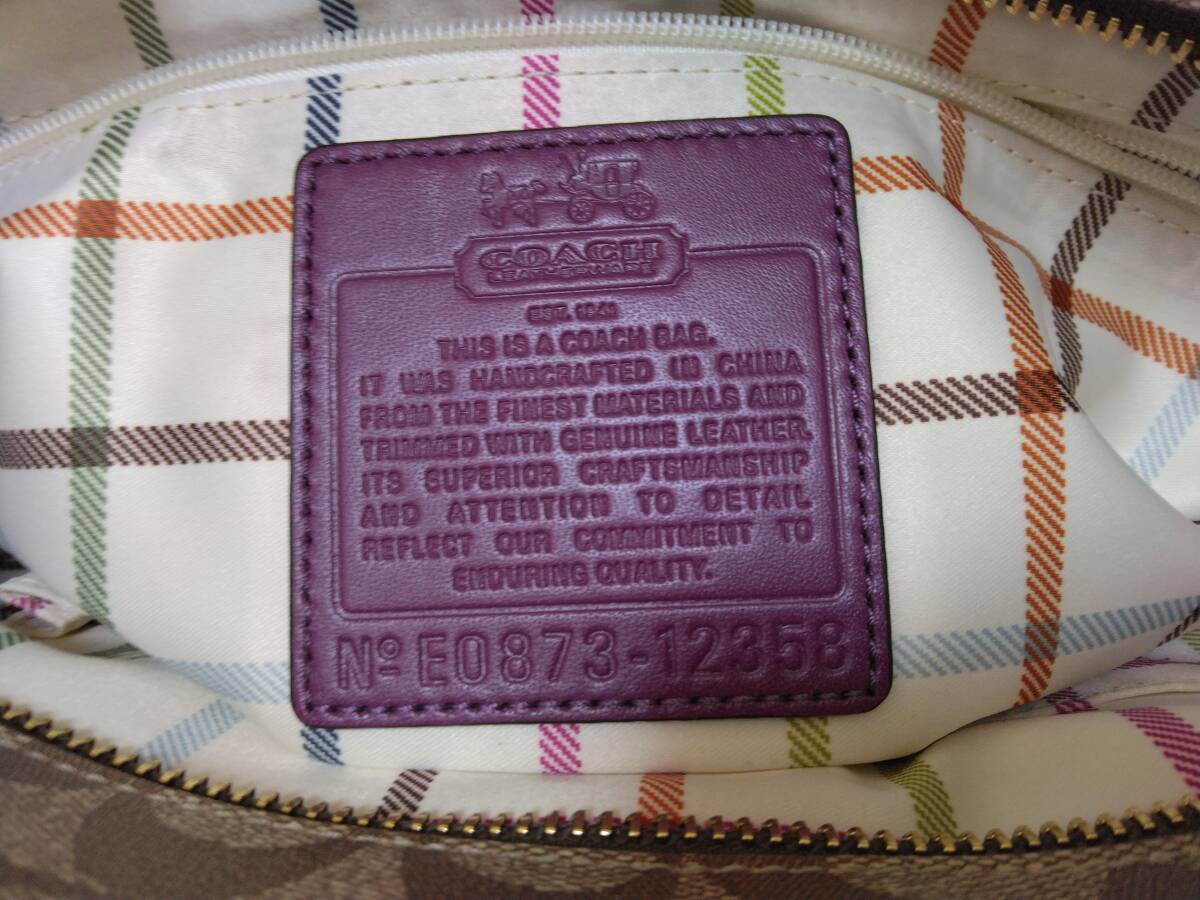 COACH
LEATHERWARE
EST. 1941
THIS IS A COACH BAG.
IT WAS HANDCRAFTED IN CHINA
FROM THE FINEST MATERIALS AND
TRIMMED WITH GENUINE LEATHER.
ITS SUPERIOR CRAFTSMANSHIP
AND ATTENTION TO DETAIL
REFLECT OUR COMMITMENT TO
ENDURING QUALITY.
Nº E0873-12358